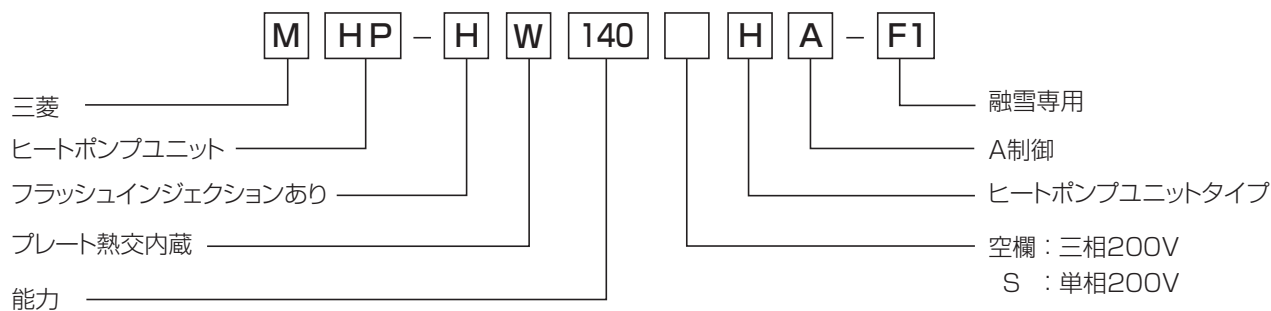 M HP - H W 140 H A - F1
三菱
ヒートポンプユニット
フラッシュインジェクションあり
プレート熱交内蔵
能力
融雪専用
A制御
ヒートポンプユニットタイプ
空欄：三相200V
S ：単相200V